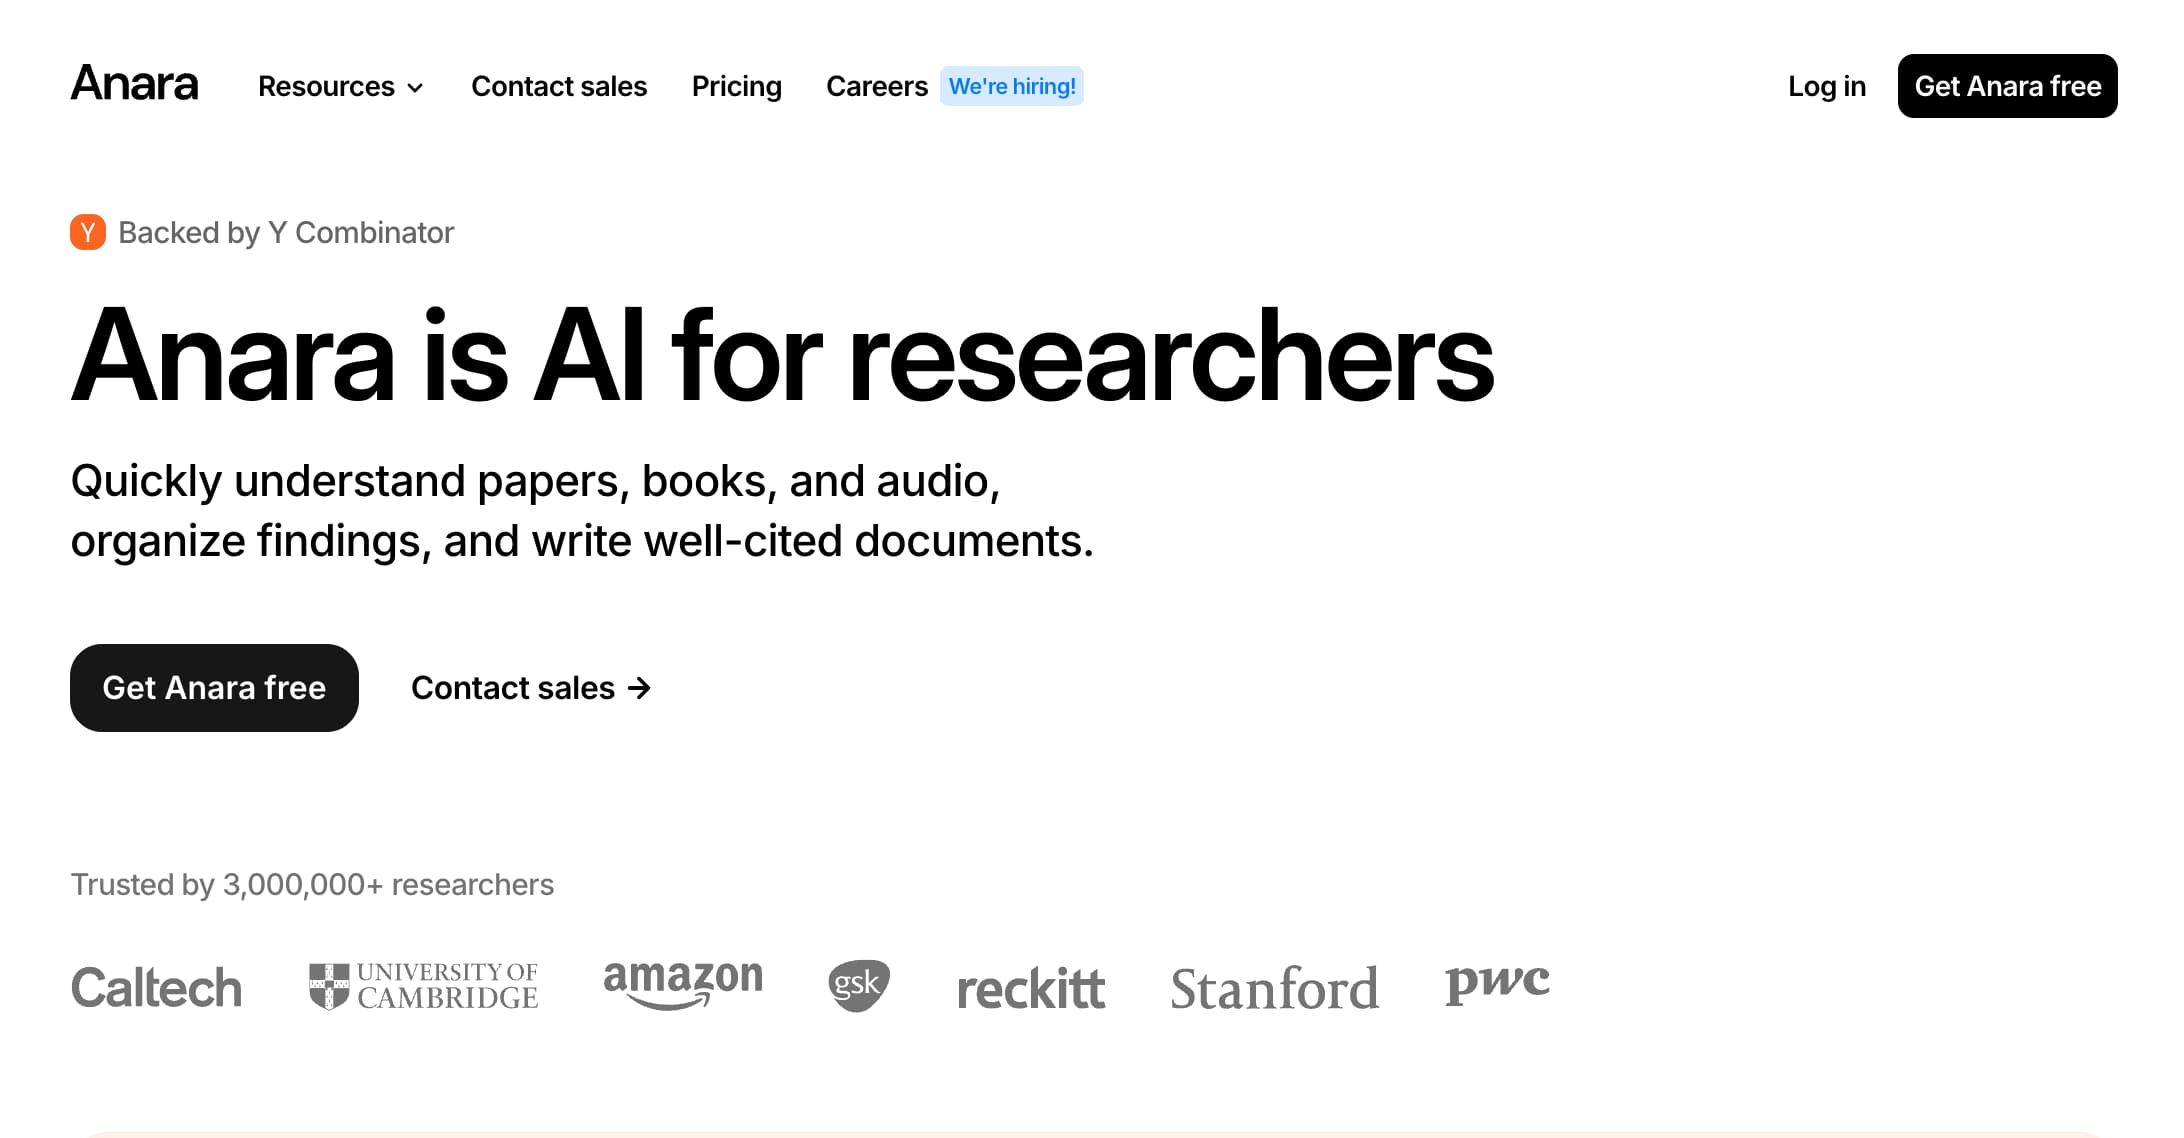 Anara
Resources
Contact sales
Pricing
Careers
We're hiring!
Log in
Get Anara free
Y
Backed by Y Combinator
Anara is AI for researchers
Quickly understand papers, books, and audio,
organize findings, and write well-cited documents.
Get Anara free
Contact sales →
Trusted by 3,000,000+ researchers
Caltech
UNIVERSITY OF
CAMBRIDGE
amazon
gsk
reckitt
Stanford
pwc